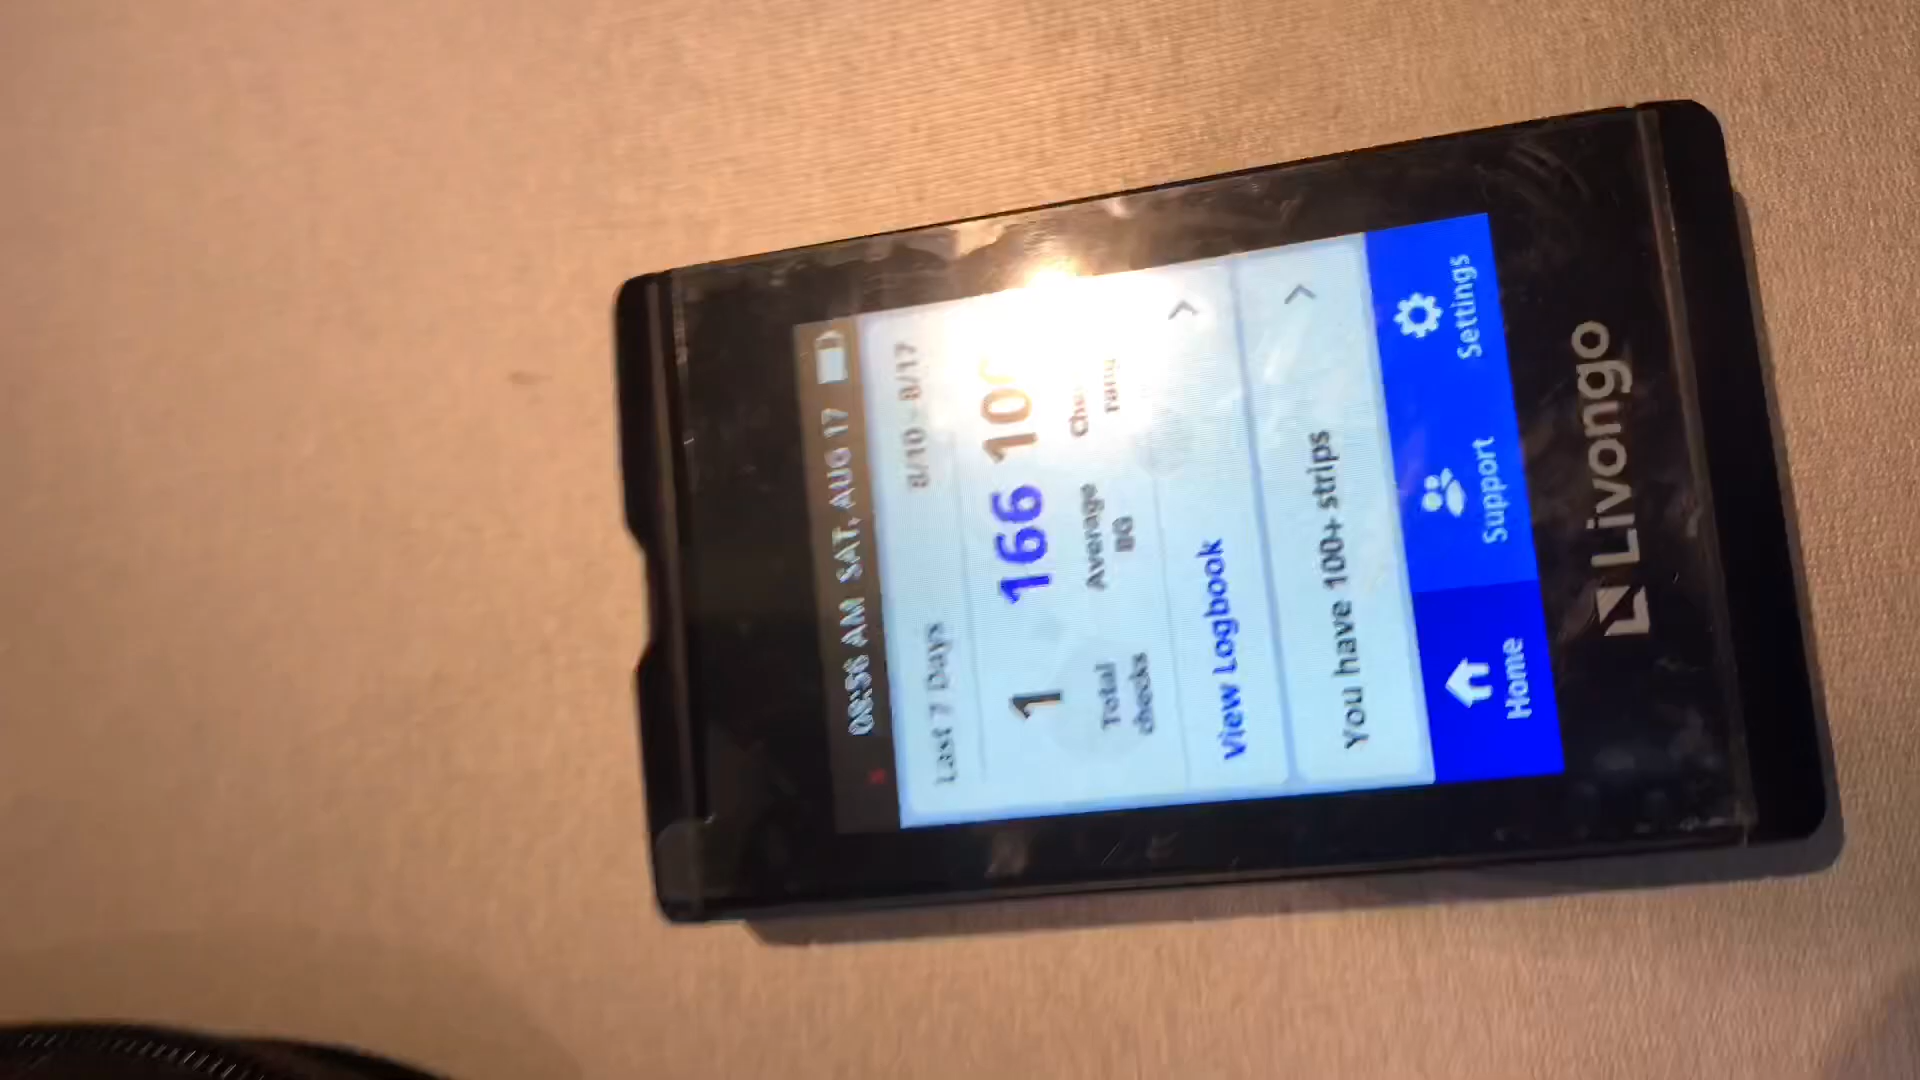 08:56 AM SAT, AUG 17
Last 7 Days 8/10 - 8/17
1 166
Total checks
Average BG
View Logbook >
You have 100+ strips >
Home Support Settings
Livongo